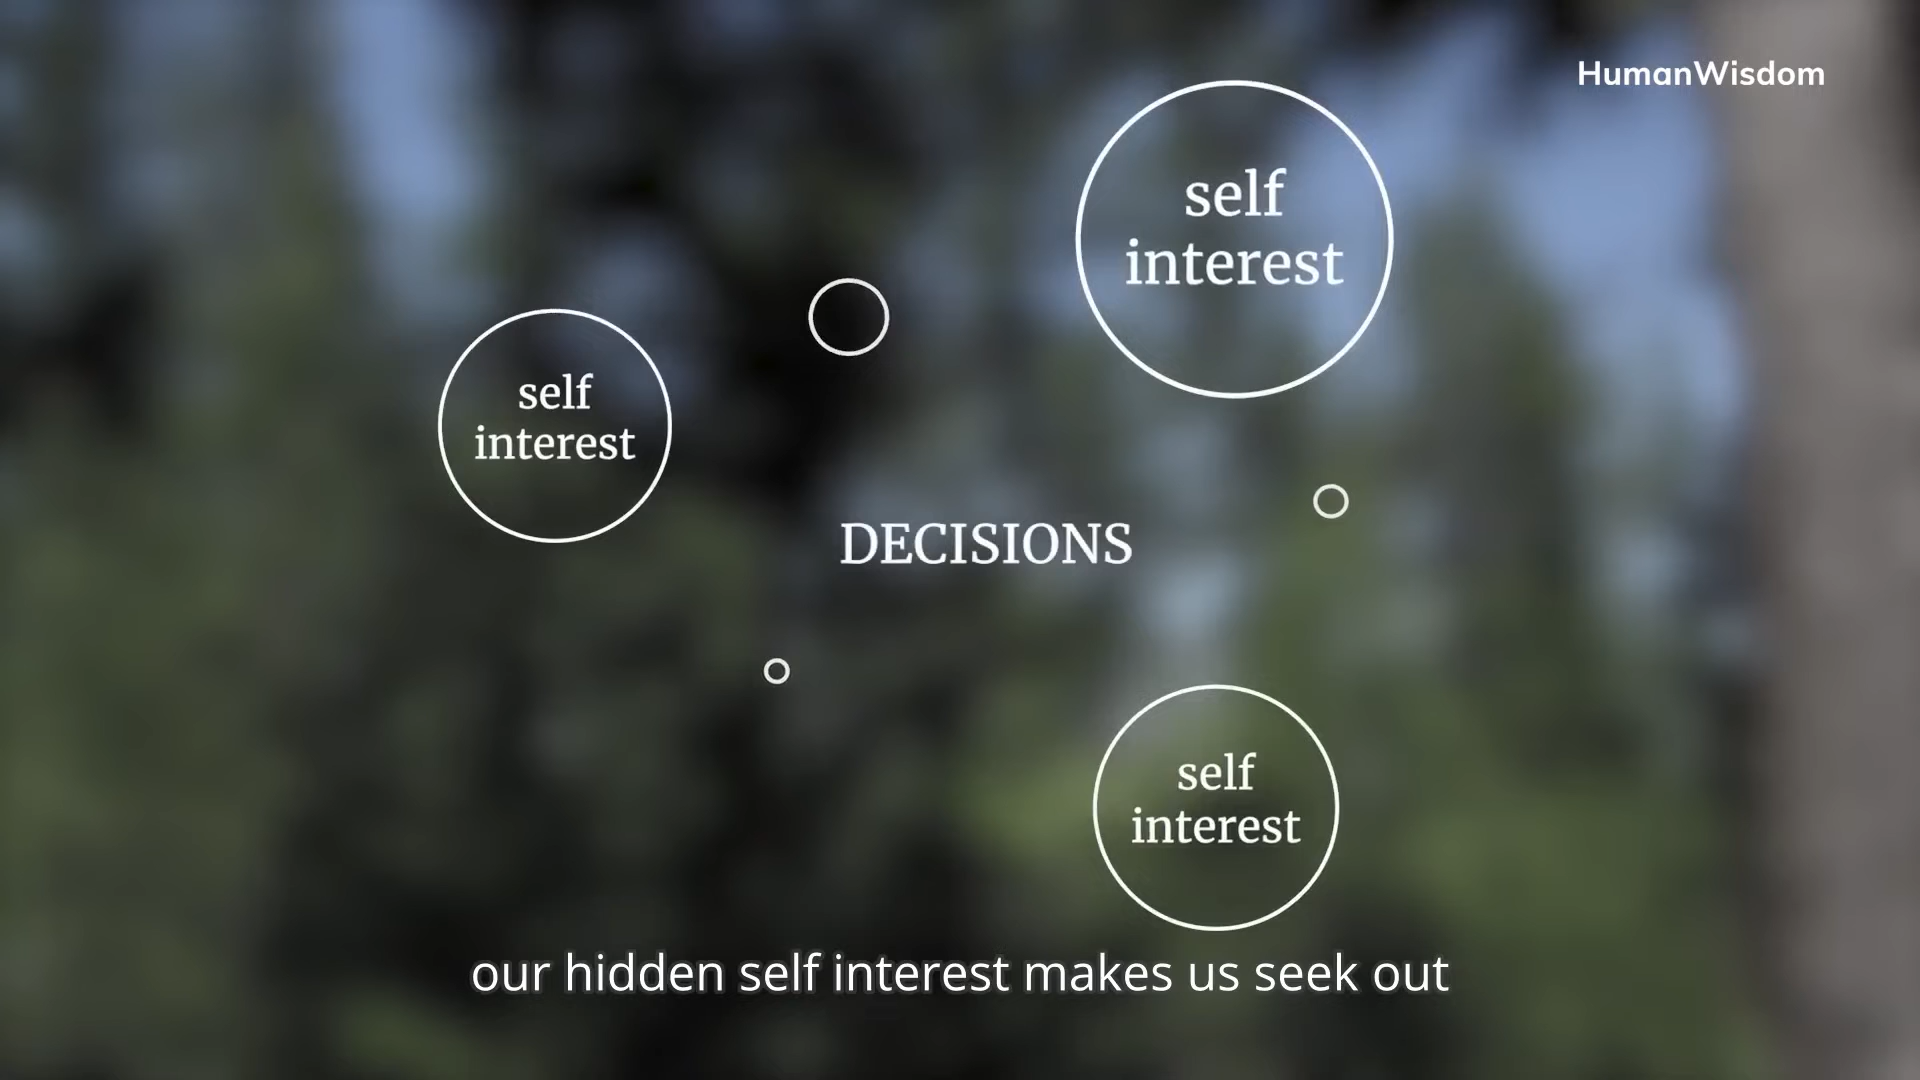 HumanWisdom
self
interest
self
interest
DECISIONS
self
interest
our hidden self interest makes us seek out